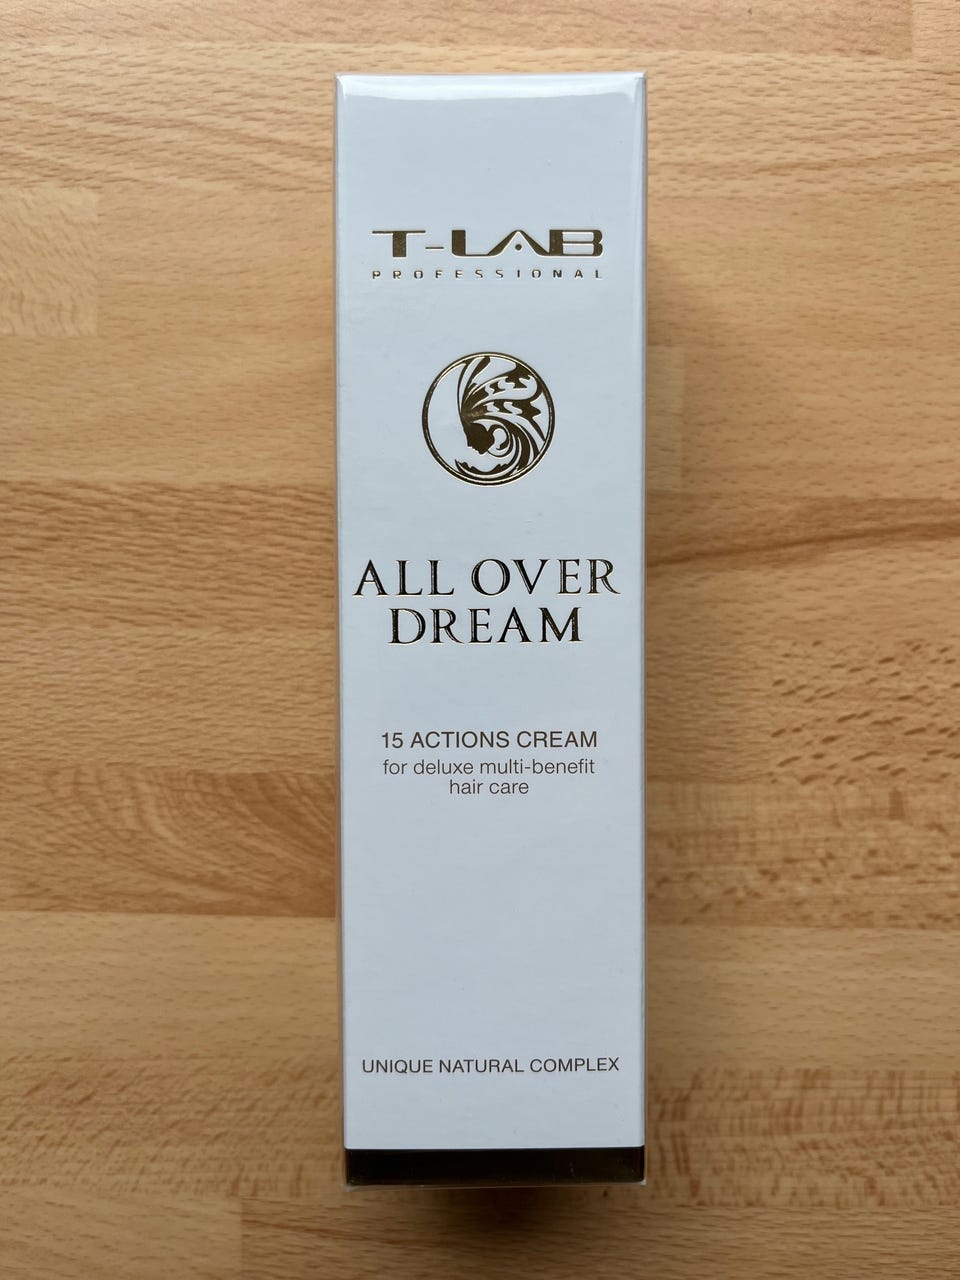 T-LAB
PROFESSIONAL
ALL OVER
DREAM
15 ACTIONS CREAM
for deluxe multi-benefit
hair care
UNIQUE NATURAL COMPLEX